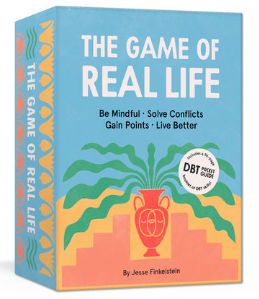 THE GAME OF REAL LIFE
THE GAME OF
REAL LIFE
Be Mindful · Solve Conflicts
Gain Points · Live Better
DBT POCKET
GUIDE
By Jesse Finkelstein